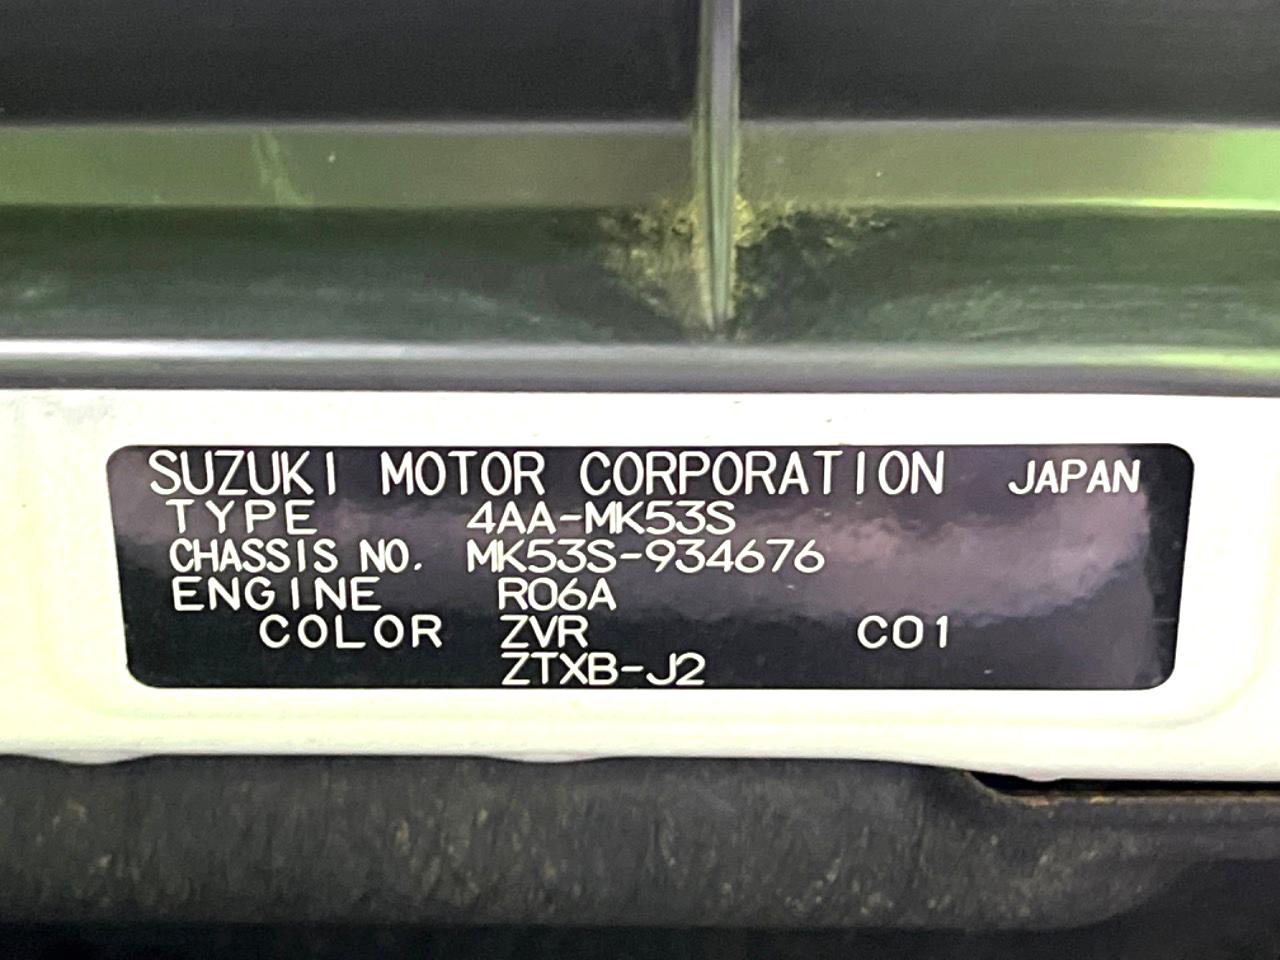 SUZUKI MOTOR CORPORATION JAPAN
TYPE 4AA-MK53S
CHASSIS NO. MK53S-934676
ENGINE R06A
COLOR ZVR C01
ZTXB-J2